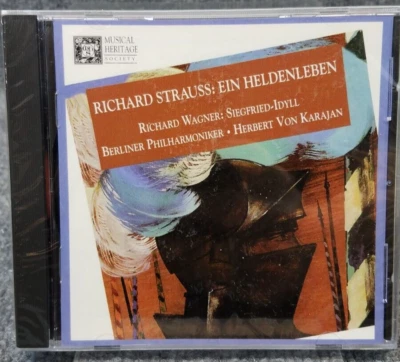 MUSICAL
HERITAGE
SOCIETY
RICHARD STRAUSS: EIN HELDENLEBEN
RICHARD WAGNER: SIEGFRIED-IDYLL
BERLINER PHILHARMONIKER • HERBERT VON KARAJAN